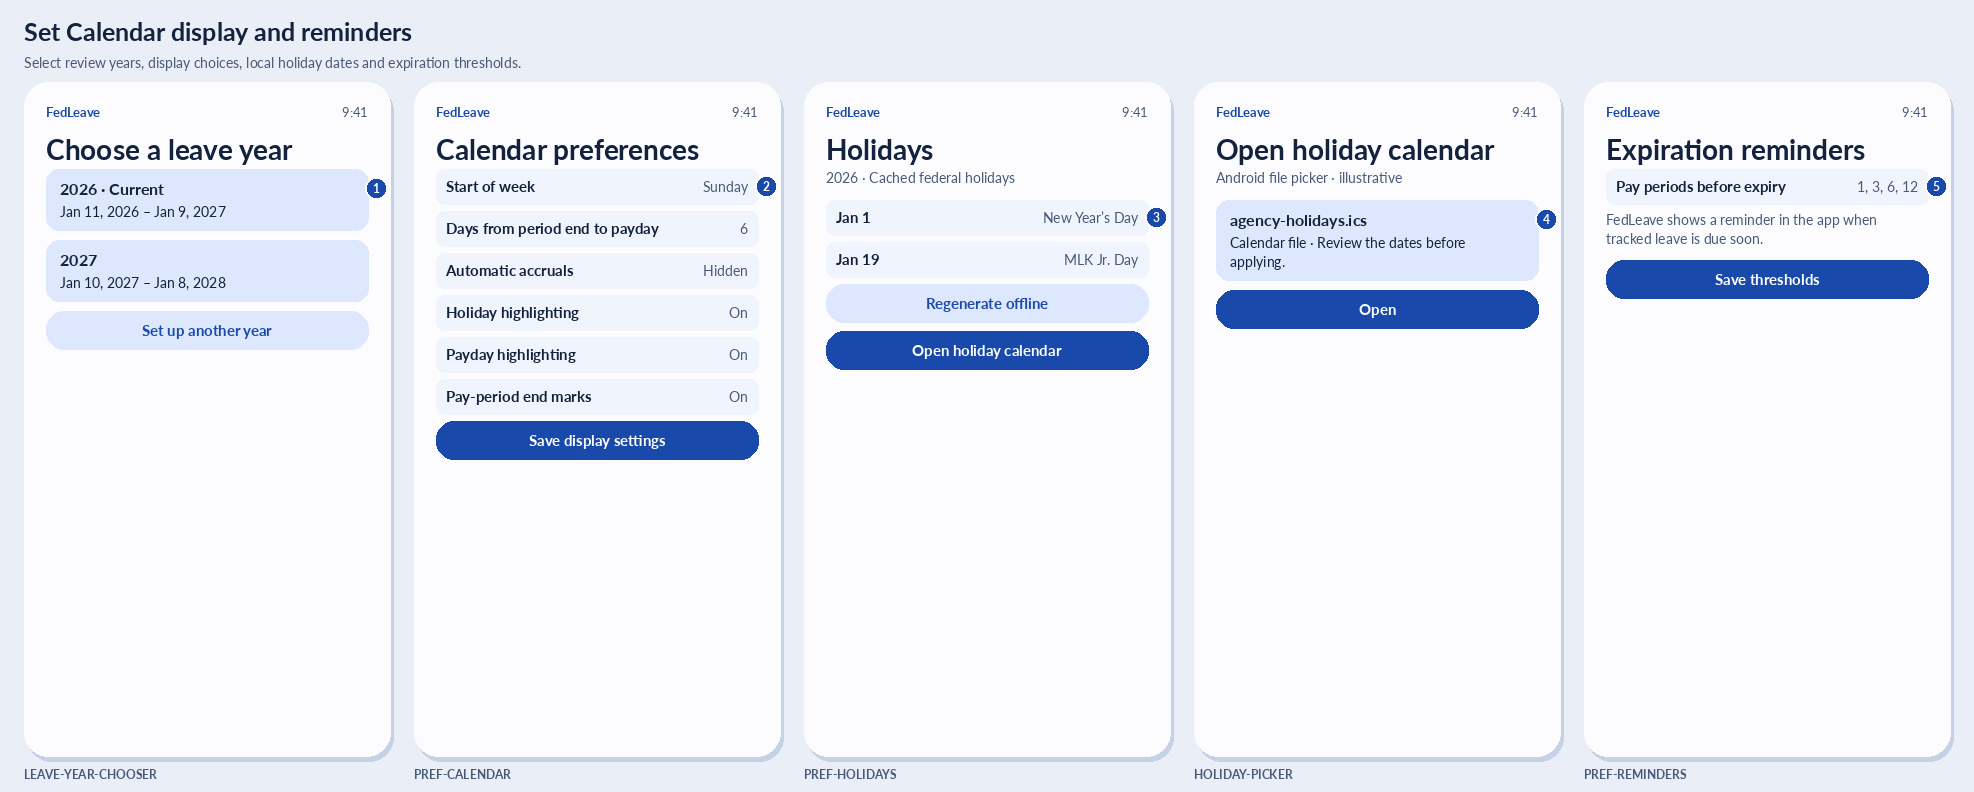 Set Calendar display and reminders
Select review years, display choices, local holiday dates and expiration thresholds.
FedLeave 9:41
Choose a leave year
2026 · Current
1
Jan 11, 2026 – Jan 9, 2027
2027
Jan 10, 2027 – Jan 8, 2028
Set up another year
LEAVE-YEAR-CHOOSER
FedLeave 9:41
Calendar preferences
Start of week Sunday 2
Days from period end to payday 6
Automatic accruals Hidden
Holiday highlighting On
Payday highlighting On
Pay-period end marks On
Save display settings
PREF-CALENDAR
FedLeave 9:41
Holidays
2026 · Cached federal holidays
Jan 1 New Year's Day 3
Jan 19 MLK Jr. Day
Regenerate offline
Open holiday calendar
PREF-HOLIDAYS
FedLeave 9:41
Open holiday calendar
Android file picker · illustrative
agency-holidays.ics 4
Calendar file · Review the dates before
applying.
Open
HOLIDAY-PICKER
FedLeave 9:41
Expiration reminders
Pay periods before expiry 1, 3, 6, 12 5
FedLeave shows a reminder in the app when
tracked leave is due soon.
Save thresholds
PREF-REMINDERS